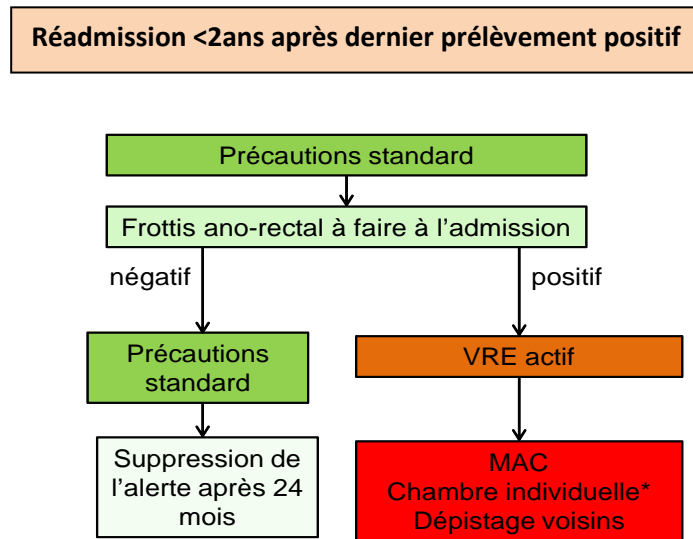 Réadmission <2ans après dernier prélèvement positif
Précautions standard
Frottis ano-rectal à faire à l'admission
négatif
positif
Précautions
standard
VRE actif
Suppression de
l'alerte après 24
mois
MAC
Chambre individuelle*
Dépistage voisins